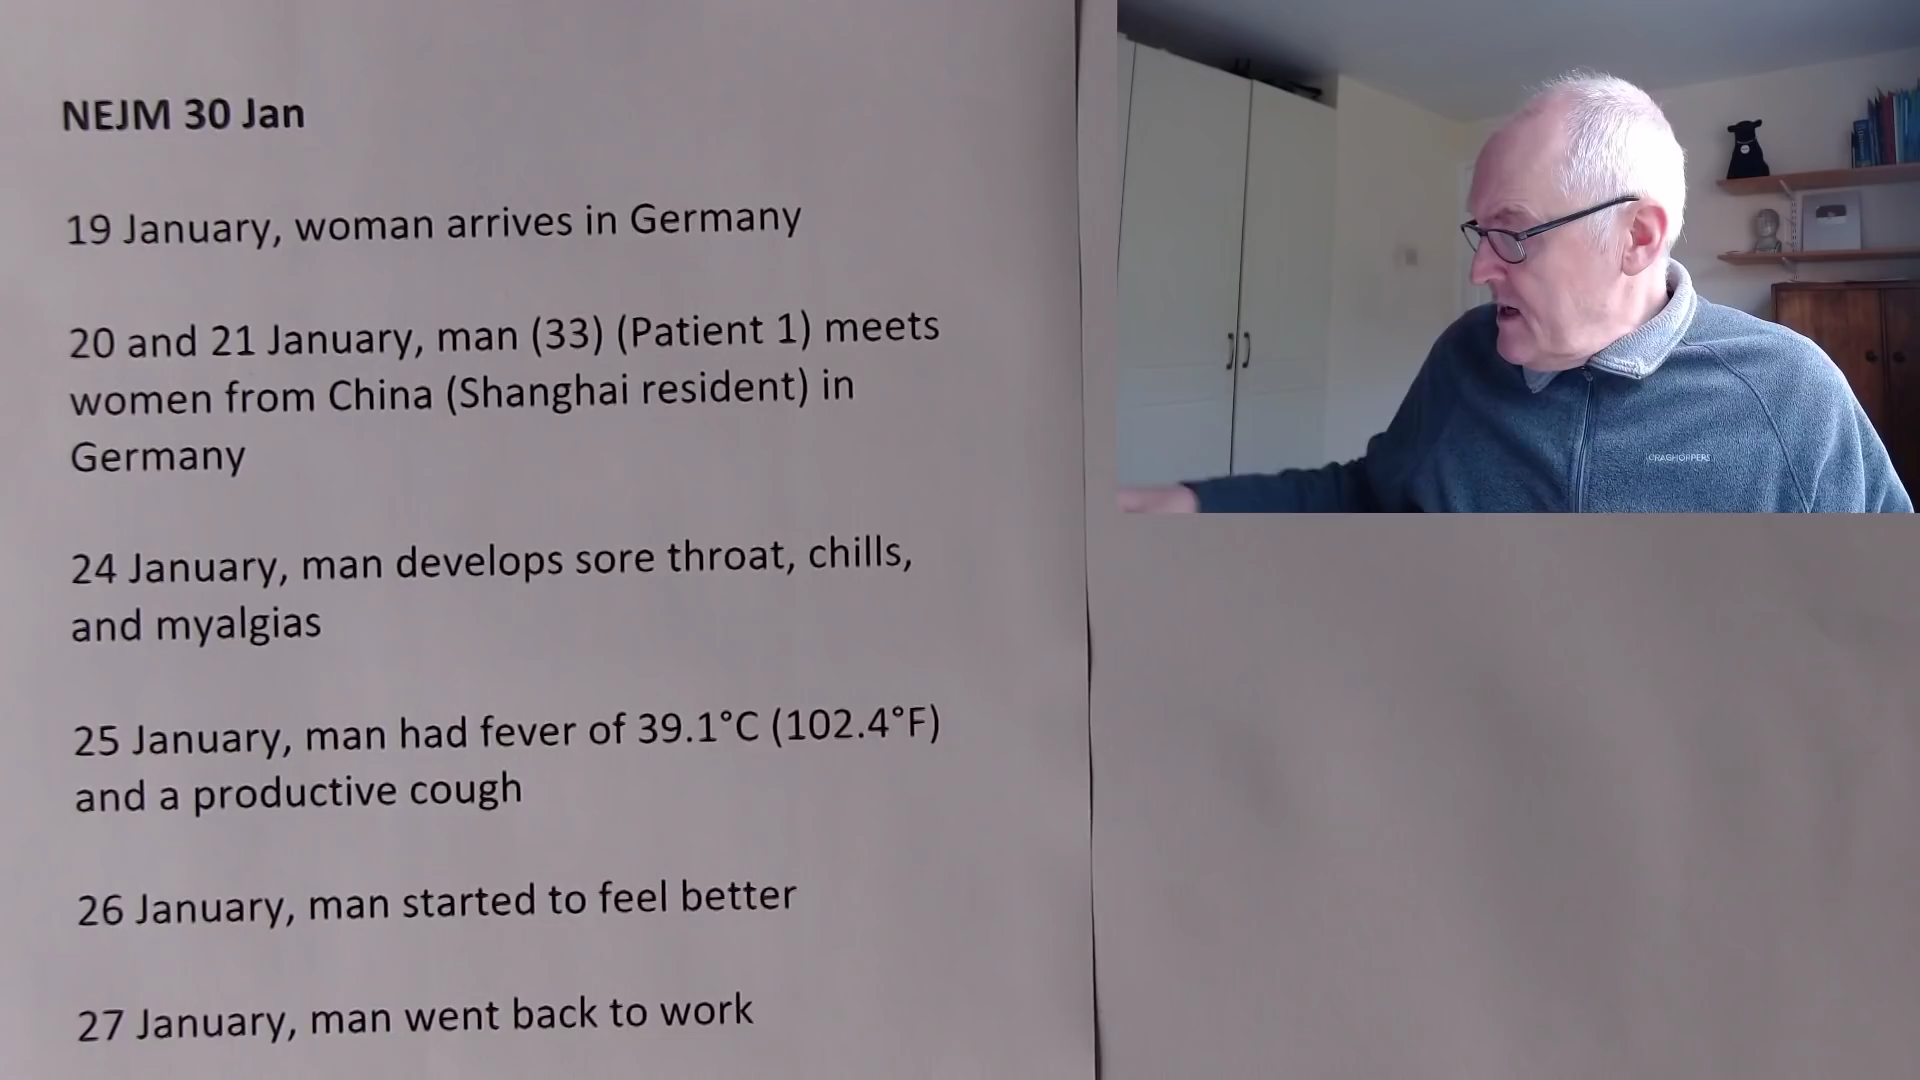 NEJM 30 Jan
19 January, woman arrives in Germany
20 and 21 January, man (33) (Patient 1) meets
women from China (Shanghai resident) in
Germany
24 January, man develops sore throat, chills,
and myalgias
25 January, man had fever of 39.1°C (102.4°F)
and a productive cough
26 January, man started to feel better
27 January, man went back to work
CRAGHOPPERS